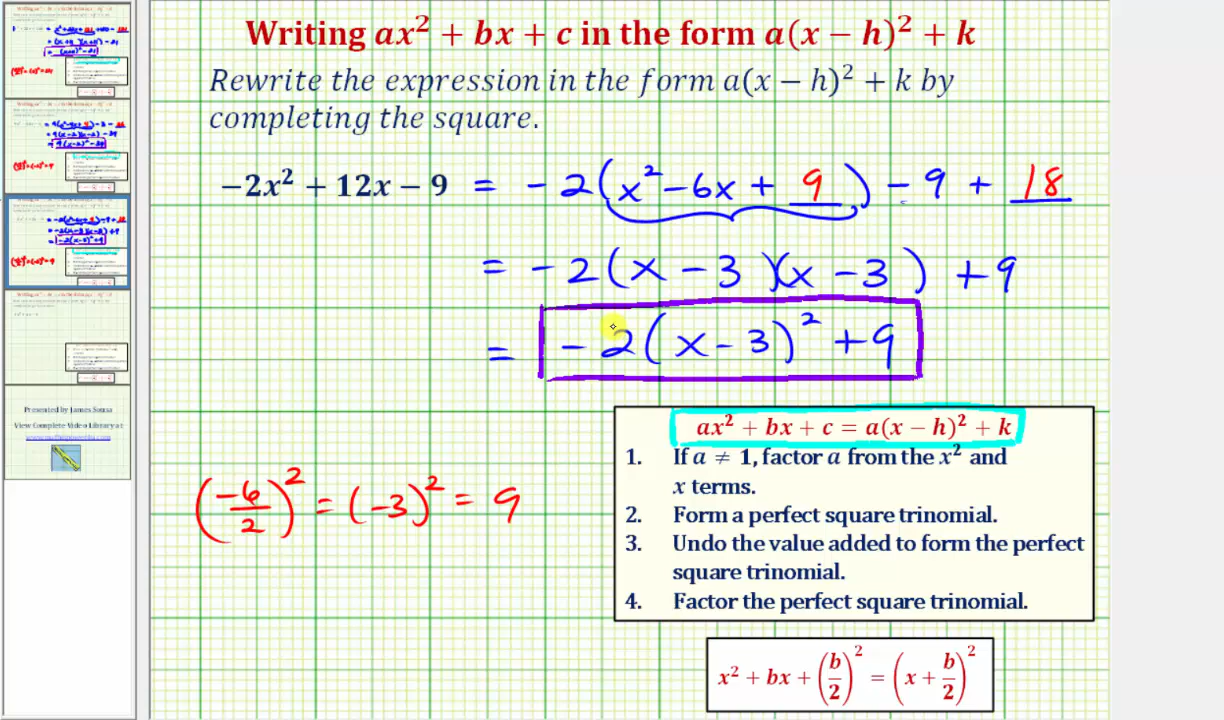 Writing ax² + bx + c in the form a(x − h)² + k
Rewrite the expression in the form a(x − h)² + k by
completing the square.
−2x² + 12x − 9 = −2(x² − 6x + 9) − 9 + 18
= −2(x − 3)(x − 3) + 9
= −2(x − 3)² + 9
ax² + bx + c = a(x − h)² + k
1. If a ≠ 1, factor a from the x² and
x terms.
2. Form a perfect square trinomial.
3. Undo the value added to form the perfect
square trinomial.
4. Factor the perfect square trinomial.
(−6/2)² = (−3)² = 9
x² + bx + (b/2)² = (x + b/2)²
Presented by James Sousa
View Complete Video Library at